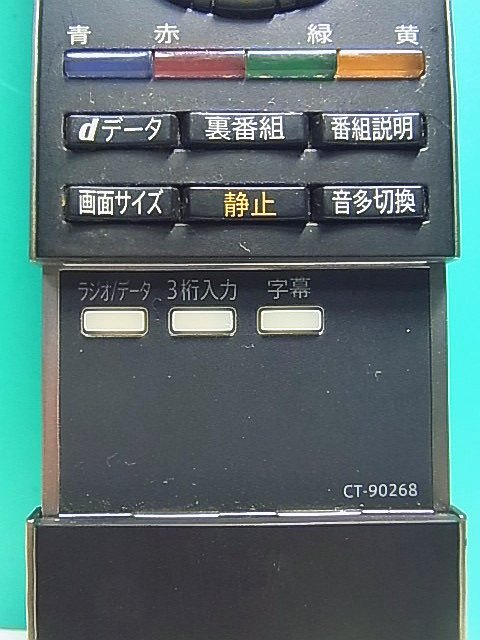 青 赤 緑 黄
dデータ 裏番組 番組説明
画面サイズ 静止 音多切換
ラジオ/データ 3桁入力 字幕
CT-90268